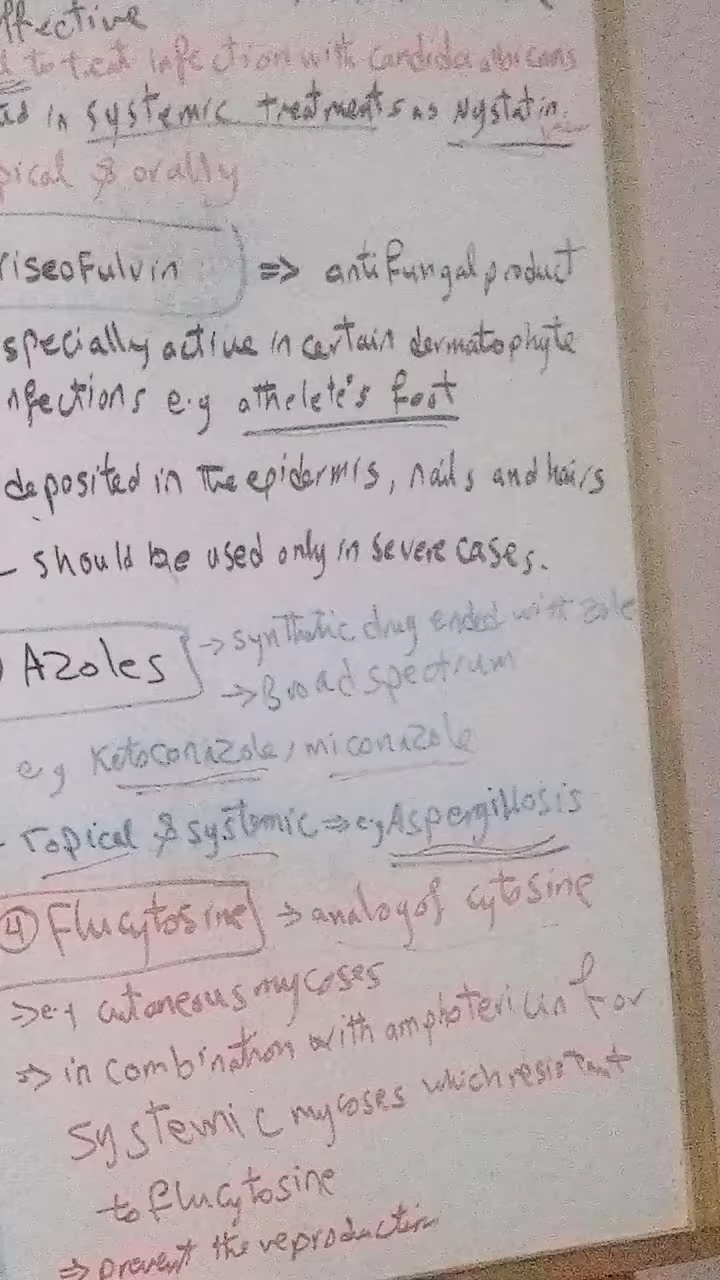 ffective
to treat infection with candida albicans
in systemic treatments as Nystatin.
pical & orally
riseofulvin => antifungal product
specially active in certain dermatophyte
nfections e.g athelete's foot
deposited in the epidermis, nails and hairs
- should be used only in severe cases.
) Azoles → synthetic drug ended with zole
→ Broad spectrum
e.g Ketoconazole, miconazole
- Topical & systemic ⇒ e.g Aspergillosis
④ Flucytosine → analog of cytosine
⇒ cutaneous mycoses
⇒ in combination with amphotericin for
systemic mycoses which resistant
to flucytosine
⇒ prevent the reproduction